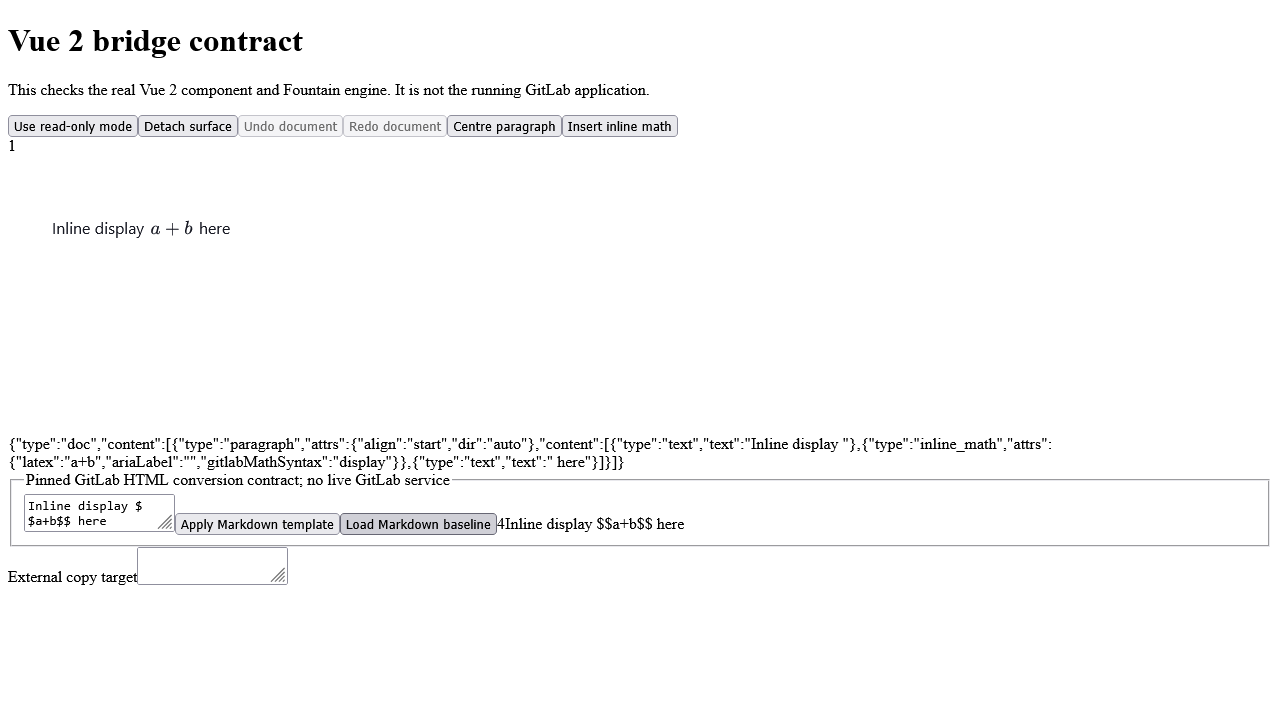 Vue 2 bridge contract
This checks the real Vue 2 component and Fountain engine. It is not the running GitLab application.
Use read-only mode Detach surface Undo document Redo document Centre paragraph Insert inline math
1
Inline display a + b here
{"type":"doc","content":[{"type":"paragraph","attrs":{"align":"start","dir":"auto"},"content":[{"type":"text","text":"Inline display "},{"type":"inline_math","attrs":
{"latex":"a+b","ariaLabel":"","gitlabMathSyntax":"display"}},{"type":"text","text":" here"}]}]}
Pinned GitLab HTML conversion contract; no live GitLab service
Inline display $
$a+b$$ here
Apply Markdown template Load Markdown baseline 4Inline display $$a+b$$ here
External copy target